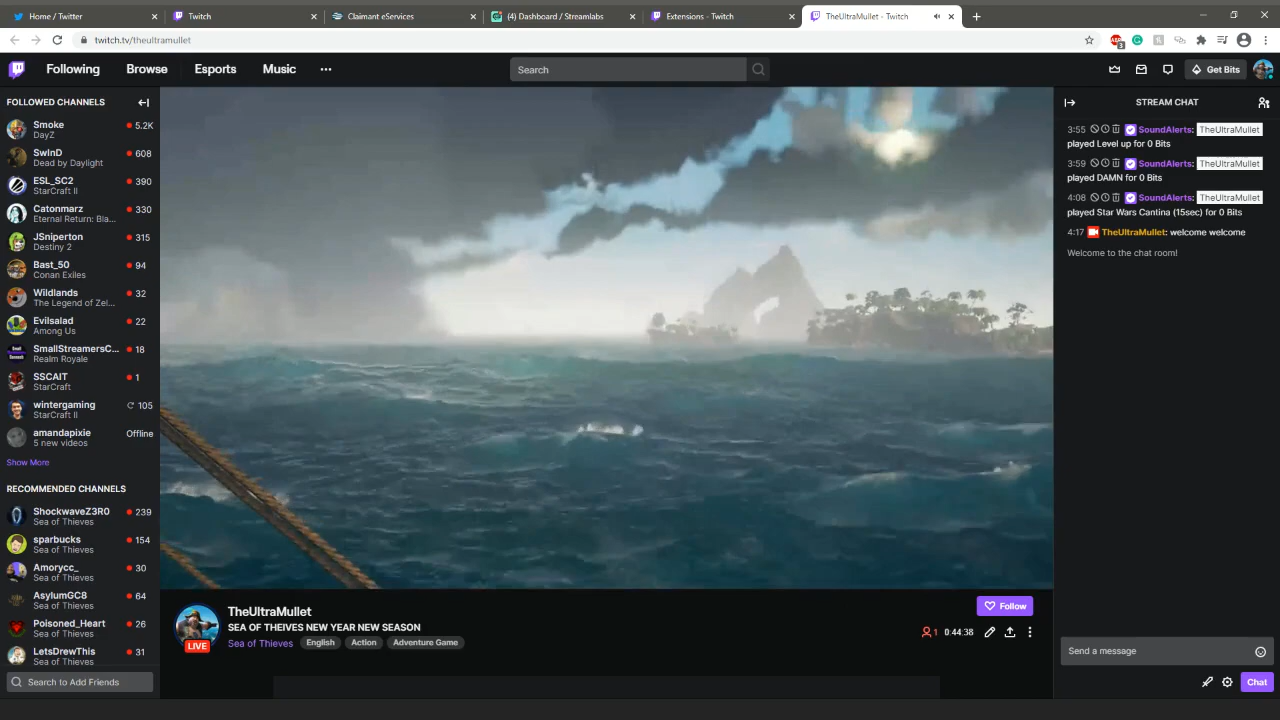 Home / Twitter
Twitch
Claimant eServices
(4) Dashboard / Streamlabs
Extensions - Twitch
TheUltraMullet - Twitch
twitch.tv/theultramullet
3
Following
Browse
Esports
Music
Search
Get Bits
FOLLOWED CHANNELS
Smoke
5.2K
DayZ
SwinD
608
Dead by Daylight
ESL_SC2
390
StarCraft II
Catonmarz
330
Eternal Return: Bla...
JSniperton
315
Destiny 2
Bast_50
94
Conan Exiles
Wildlands
32
The Legend of Zel...
Evilsalad
22
Among Us
SmallStreamersC...
18
Realm Royale
SSCAIT
1
StarCraft
wintergaming
105
StarCraft II
amandapixie
Offline
5 new videos
Show More
RECOMMENDED CHANNELS
ShockwaveZ3R0
239
Sea of Thieves
sparbucks
154
Sea of Thieves
Amorycc_
30
Sea of Thieves
AsylumGC8
64
Sea of Thieves
Poisoned_Heart
26
Sea of Thieves
LetsDrewThis
31
Sea of Thieves
Search to Add Friends
LIVE
TheUltraMullet
SEA OF THEIVES NEW YEAR NEW SEASON
Sea of Thieves
English
Action
Adventure Game
Follow
1
0:44:38
STREAM CHAT
3:55 SoundAlerts: TheUltraMullet
played Level up for 0 Bits
3:59 SoundAlerts: TheUltraMullet
played DAMN for 0 Bits
4:08 SoundAlerts: TheUltraMullet
played Star Wars Cantina (15sec) for 0 Bits
4:17 TheUltraMullet: welcome welcome
Welcome to the chat room!
Send a message
Chat